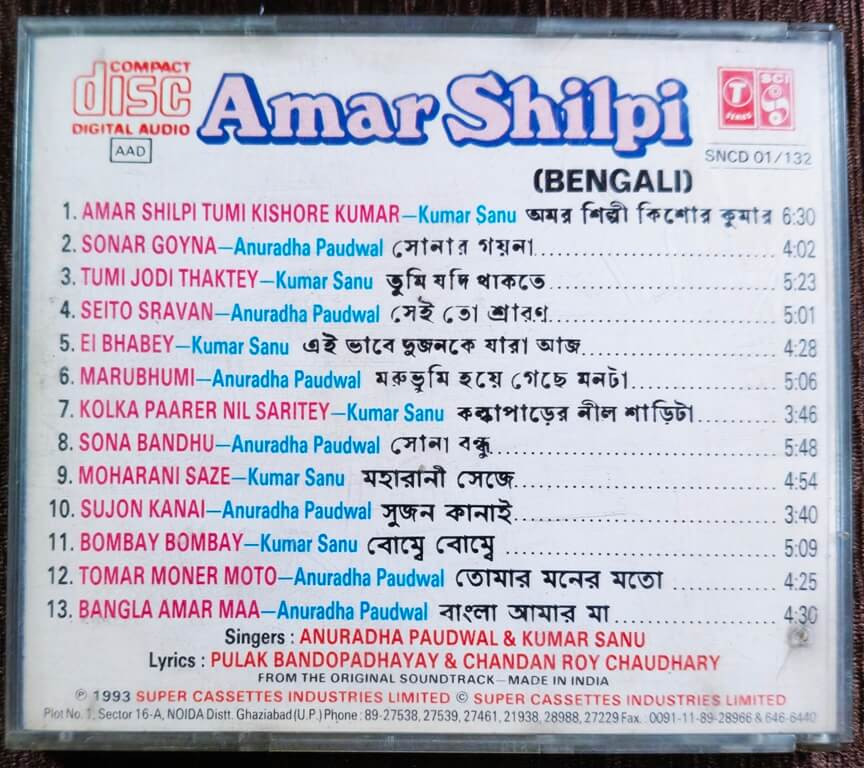 COMPACT
disc
DIGITAL AUDIO
AAD
Amar Shilpi
T
SERIES
SCI
SNCD 01/132
(BENGALI)
1. AMAR SHILPI TUMI KISHORE KUMAR–Kumar Sanu অমর শিল্পী কিশোর কুমার 6:30
2. SONAR GOYNA–Anuradha Paudwal সোনার গয়না 4:02
3. TUMI JODI THAKTEY–Kumar Sanu তুমি যদি থাকতে 5:23
4. SEITO SRAVAN–Anuradha Paudwal সেই তো শ্রাবণ 5:01
5. EI BHABEY–Kumar Sanu এই ভাবে দুজনকে যারা আজ 4:28
6. MARUBHUMI–Anuradha Paudwal মরুভূমি হয়ে গেছে মনটা 5:06
7. KOLKA PAARER NIL SARITEY–Kumar Sanu কল্কাপাড়ের নীল শাড়িটা 3:46
8. SONA BANDHU–Anuradha Paudwal সোনা বন্ধু 5:48
9. MOHARANI SAZE–Kumar Sanu মহারানী সেজে 4:54
10. SUJON KANAI–Anuradha Paudwal সুজন কানাই 3:40
11. BOMBAY BOMBAY–Kumar Sanu বোম্বে বোম্বে 5:09
12. TOMAR MONER MOTO–Anuradha Paudwal তোমার মনের মতো 4:25
13. BANGLA AMAR MAA–Anuradha Paudwal বাংলা আমার মা 4:30
Singers : ANURADHA PAUDWAL & KUMAR SANU
Lyrics : PULAK BANDOPADHAYAY & CHANDAN ROY CHAUDHARY
FROM THE ORIGINAL SOUNDTRACK–MADE IN INDIA
℗ 1993 SUPER CASSETTES INDUSTRIES LIMITED © SUPER CASSETTES INDUSTRIES LIMITED
Plot No. 1, Sector 16-A, NOIDA Distt. Ghaziabad (U.P.) Phone : 89-27538, 27539, 27461, 21938, 28988, 27229 Fax. : 0091-11-89-28966 & 646-6440